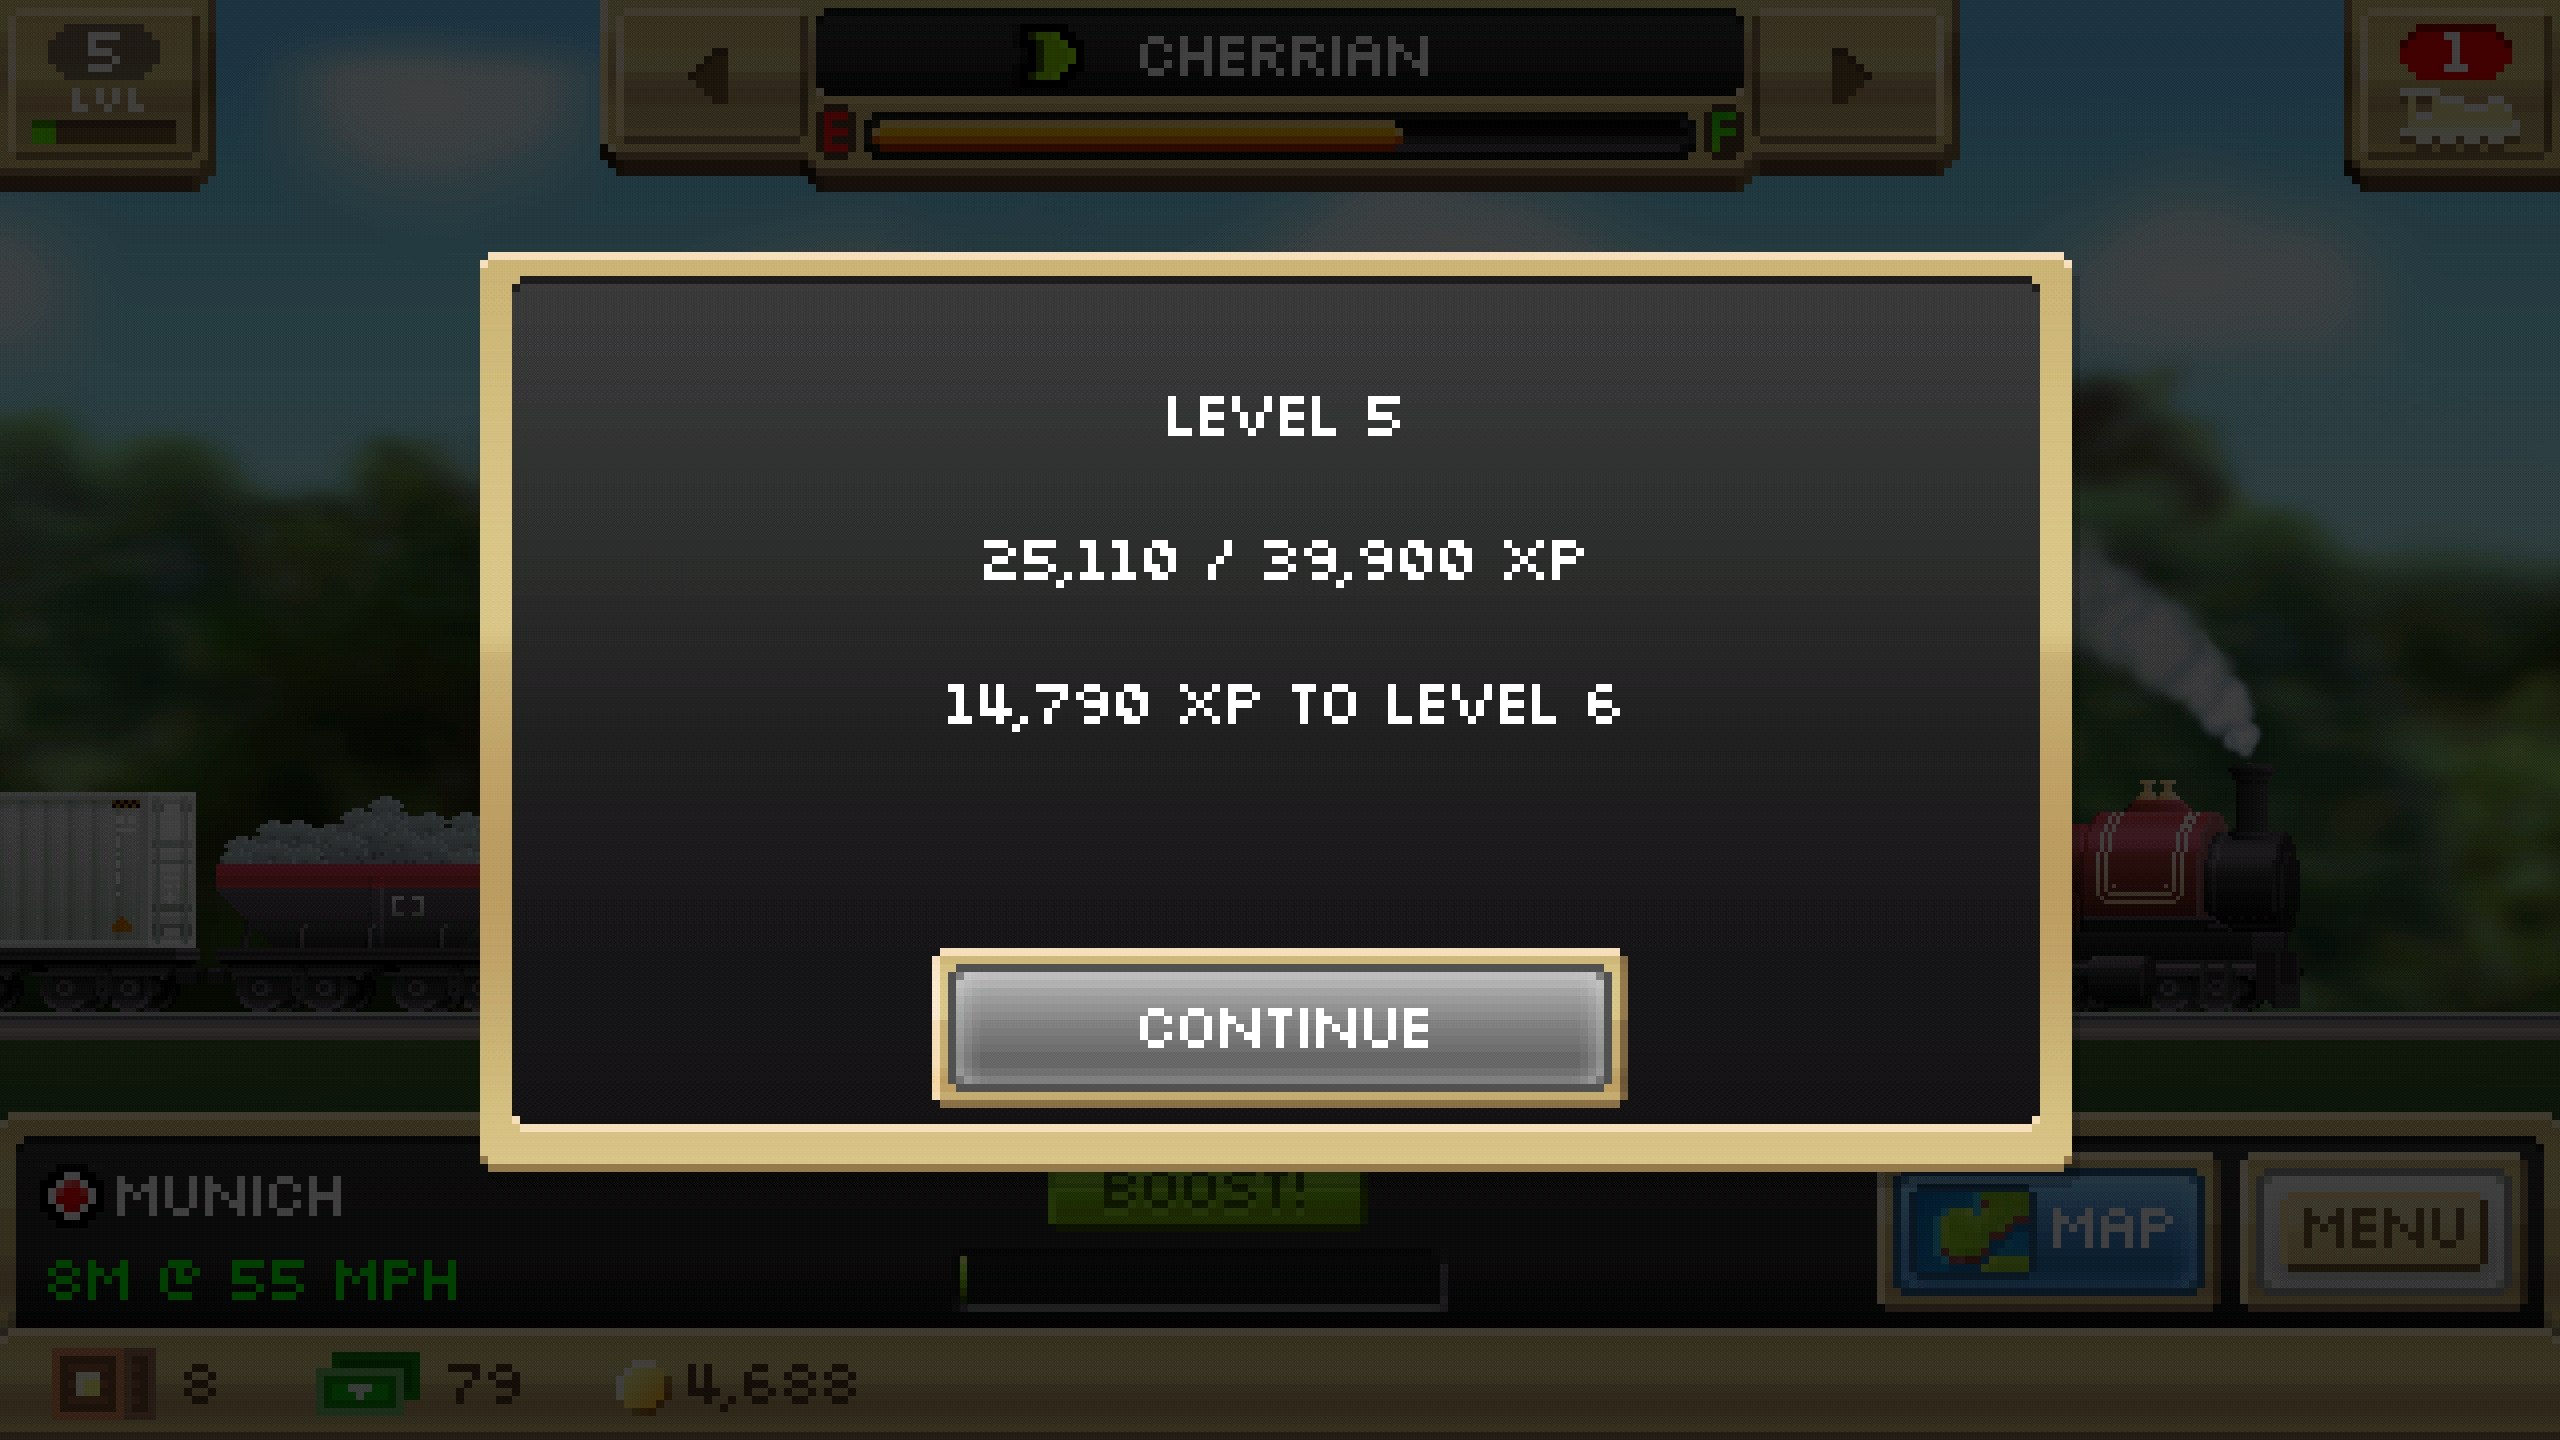 5
LVL
CHERRIAN
E F
1
LEVEL 5
25,110 / 39,900 XP
14,790 XP TO LEVEL 6
CONTINUE
MUNICH
8M @ 55 MPH
BOOST!
MAP
MENU
8 79 4,688